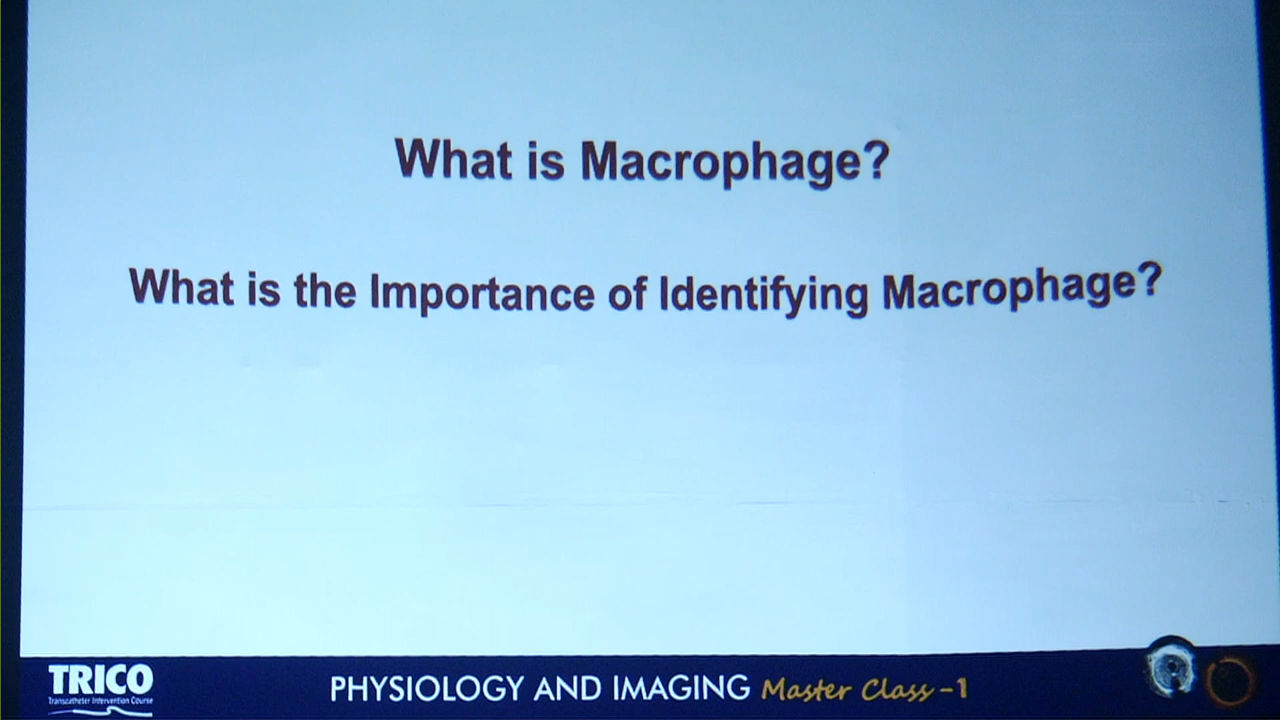 What is Macrophage?
What is the Importance of Identifying Macrophage?
TRICO
Transcatheter Intervention Course
PHYSIOLOGY AND IMAGING Master Class -1